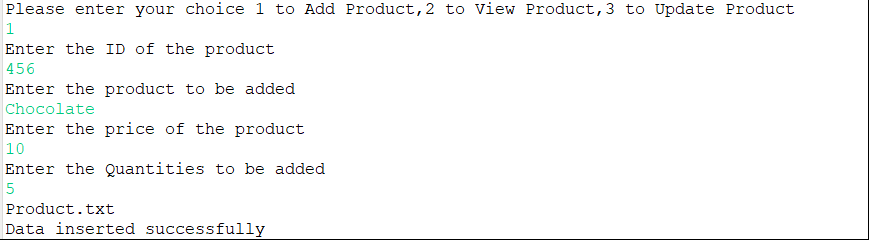 Please enter your choice 1 to Add Product,2 to View Product,3 to Update Product
1
Enter the ID of the product
456
Enter the product to be added
Chocolate
Enter the price of the product
10
Enter the Quantities to be added
5
Product.txt
Data inserted successfully